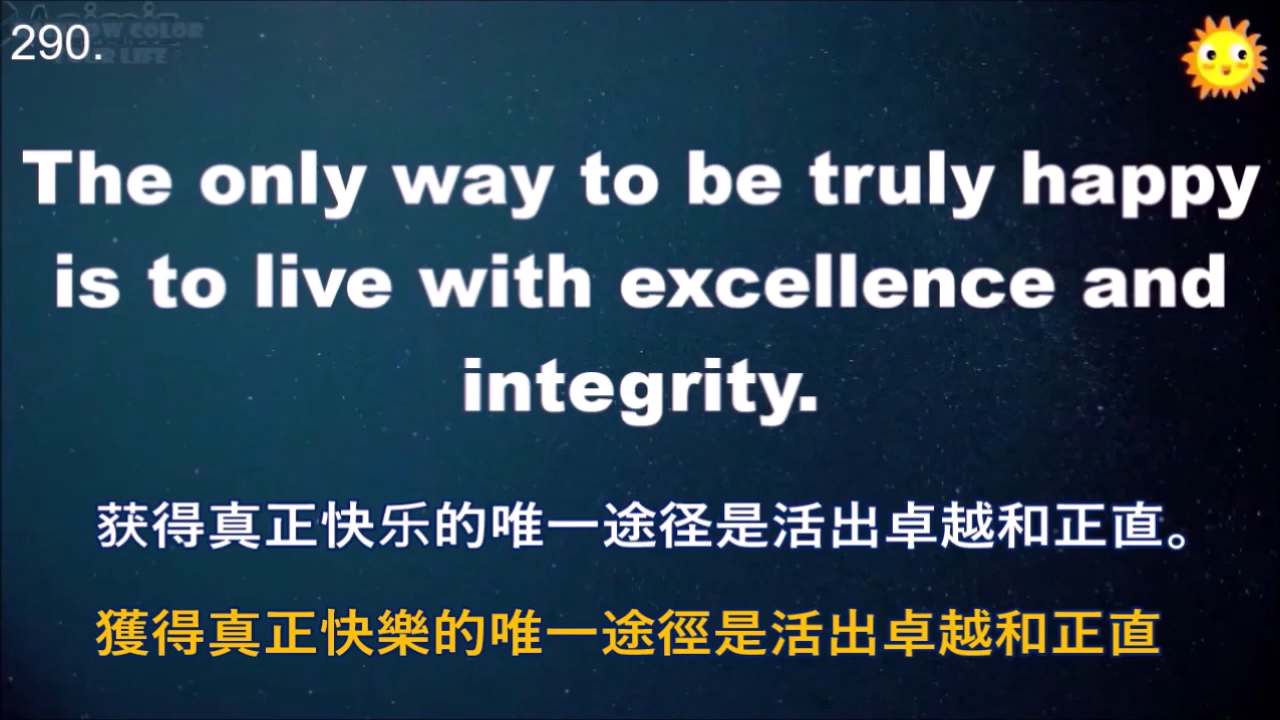 290.
The only way to be truly happy
is to live with excellence and
integrity.
获得真正快乐的唯一途径是活出卓越和正直。
獲得真正快樂的唯一途徑是活出卓越和正直